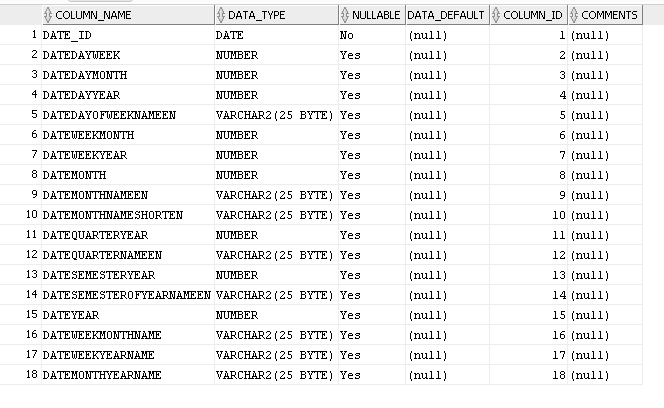 COLUMN_NAME DATA_TYPE NULLABLE DATA_DEFAULT COLUMN_ID COMMENTS
1 DATE_ID DATE No (null) 1 (null)
2 DATEDAYWEEK NUMBER Yes (null) 2 (null)
3 DATEDAYMONTH NUMBER Yes (null) 3 (null)
4 DATEDAYYEAR NUMBER Yes (null) 4 (null)
5 DATEDAYOFWEEKNAMEEN VARCHAR2(25 BYTE) Yes (null) 5 (null)
6 DATEWEEKMONTH NUMBER Yes (null) 6 (null)
7 DATEWEEKYEAR NUMBER Yes (null) 7 (null)
8 DATEMONTH NUMBER Yes (null) 8 (null)
9 DATEMONTHNAMEEN VARCHAR2(25 BYTE) Yes (null) 9 (null)
10 DATEMONTHNAMESHORTEN VARCHAR2(25 BYTE) Yes (null) 10 (null)
11 DATEQUARTERYEAR NUMBER Yes (null) 11 (null)
12 DATEQUARTERNAMEEN VARCHAR2(25 BYTE) Yes (null) 12 (null)
13 DATESEMESTERYEAR NUMBER Yes (null) 13 (null)
14 DATESEMESTEROFYEARNAMEEN VARCHAR2(25 BYTE) Yes (null) 14 (null)
15 DATEYEAR NUMBER Yes (null) 15 (null)
16 DATEWEEKMONTHNAME VARCHAR2(25 BYTE) Yes (null) 16 (null)
17 DATEWEEKYEARNAME VARCHAR2(25 BYTE) Yes (null) 17 (null)
18 DATEMONTHYEARNAME VARCHAR2(25 BYTE) Yes (null) 18 (null)